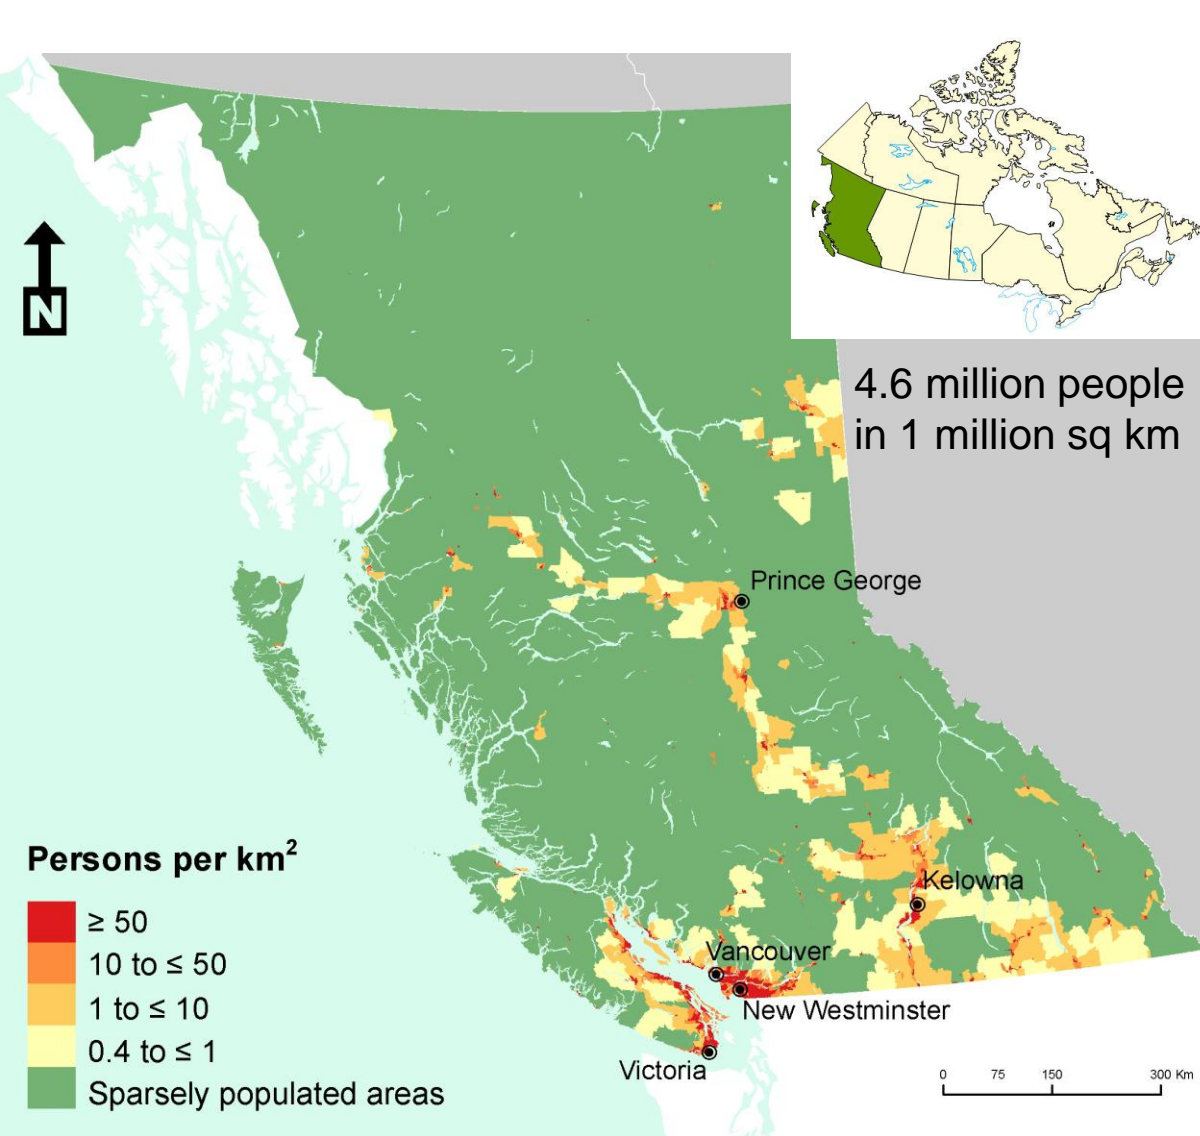 N
4.6 million people
in 1 million sq km
Prince George
Kelowna
Vancouver
New Westminster
Victoria
Persons per km²
≥ 50
10 to ≤ 50
1 to ≤ 10
0.4 to ≤ 1
Sparsely populated areas
0 75 150 300 Km